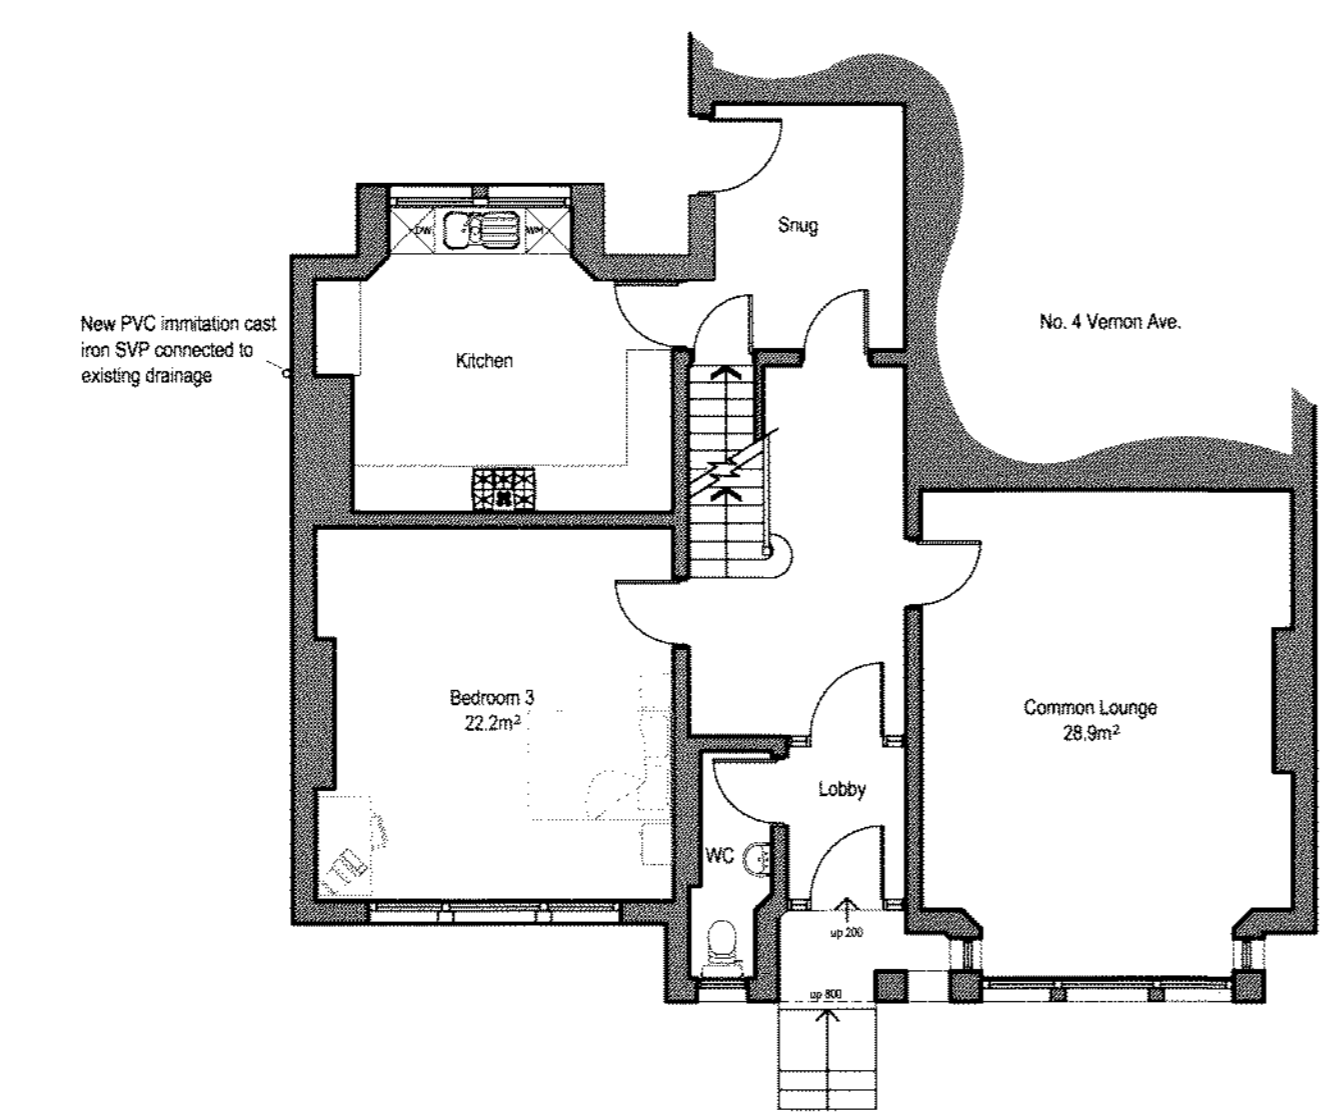 Snug
DW
WM
New PVC immitation cast
iron SVP connected to
existing drainage
No. 4 Vernon Ave.
Kitchen
Bedroom 3
22.2m²
Common Lounge
28.9m²
Lobby
WC
up 200
up 800